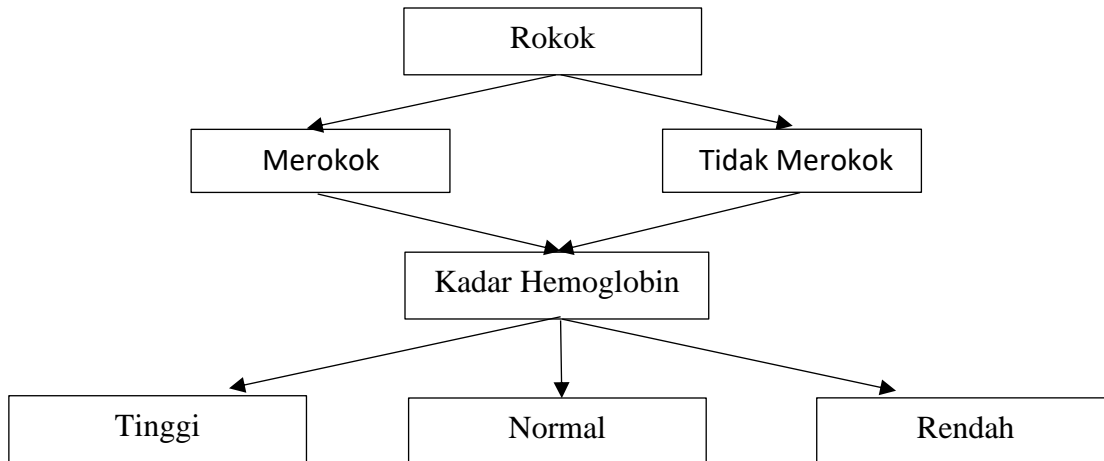 Rokok
Merokok
Tidak Merokok
Kadar Hemoglobin
Tinggi
Normal
Rendah